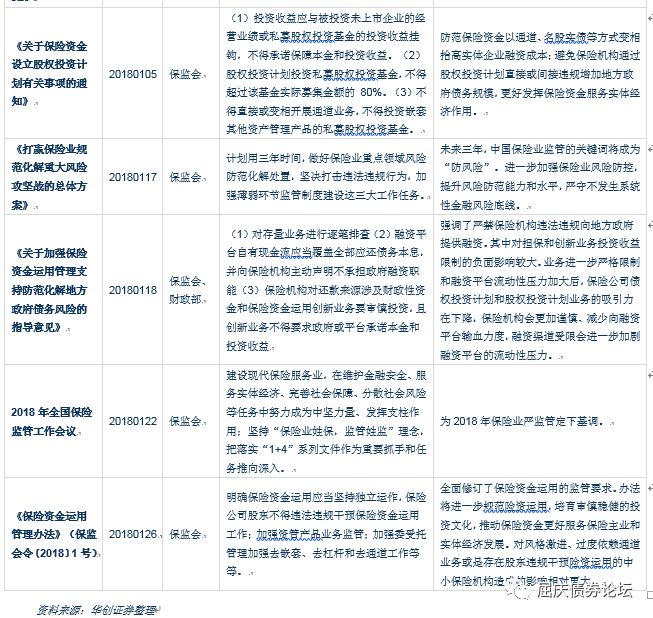 《关于保险资金
设立股权投资计
划有关事项的通
知》
20180105
保监会
（1）投资收益应与被投资未上市企业的经
营业绩或私募股权投资基金的投资收益挂
钩，不得承诺保障本金和投资收益。（2）
股权投资计划投资私募股权投资基金，不得
超过该基金实际募集金额的 80%。（3）不
得直接或变相开展通道业务，不得投资嵌套
其他资产管理产品的私募股权投资基金。
防范保险资金以通道、名股实债等方式变相
抬高实体企业融资成本；避免保险机构通过
股权投资计划直接或间接违规增加地方政
府债务规模，更好发挥保险资金服务实体经
济作用。
《打赢保险业规
范化解重大风险
攻坚战的总体方
案》
20180117
保监会
计划用三年时间，做好保险业重点领域风险
防范化解处置，坚决打击违法违规行为，加
强薄弱环节监管制度建设这三大工作任务。
未来三年，中国保险业监管的关键词将成为
“防风险”。进一步加强保险业风险防控，
提升风险防范能力和水平，严守不发生系统
性金融风险底线。
《关于加强保险
资金运用管理支
持防范化解地方
政府债务风险的
指导意见》
20180118
保监会、
财政部
（1）对存量业务进行逐笔排查（2）融资平
台自有现金流应当覆盖全部应还债务本息，
并向保险机构主动声明不承担政府融资职
能（3）保险机构对还款来源涉及财政性资
金和保险资金运用创新业务要审慎投资，且
创新业务不得要求政府或平台承诺本金和
投资收益
强调了严禁保险机构违法违规向地方政府
提供融资。其中对担保和创新业务投资收益
限制的负面影响较大。业务进一步严格限制
和融资平台流动性压力加大后，保险公司债
权投资计划和股权投资计划业务的吸引力
在下降，保险机构会更加谨慎、减少向融资
平台输血力度，融资渠道受限会进一步加剧
融资平台的流动性压力。
2018 年全国保险
监管工作会议
20180122
保监会
建设现代保险服务业，在维护金融安全、服
务实体经济、完善社会保障、分散社会风险
等任务中努力成为中坚力量、发挥支柱作
用；坚持“保险业姓保，监管姓监”理念，
把落实“1+4”系列文件作为重要抓手和任
务推向深入。
为 2018 年保险业严监管定下基调。
《保险资金运用
管理办法》（保监
会令〔2018〕1 号）
20180126
保监会
明确保险资金运用应当坚持独立运作，保险
公司股东不得违法违规干预保险资金运用
工作；加强资管产品业务监管；加强委受托
管理加强去嵌套、去杠杆和去通道工作等
等。
全面修订了保险资金运用的监管要求。办法
将进一步规范险资运用，培育审慎稳健的投
资文化，推动保险资金更好服务保险主业和
实体经济发展。对风格激进、过度依赖通道
业务或是存在股东违规干预险资运用的中
小保险机构造成的影响相对更大。
资料来源：华创证券整理
屈庆债券论坛